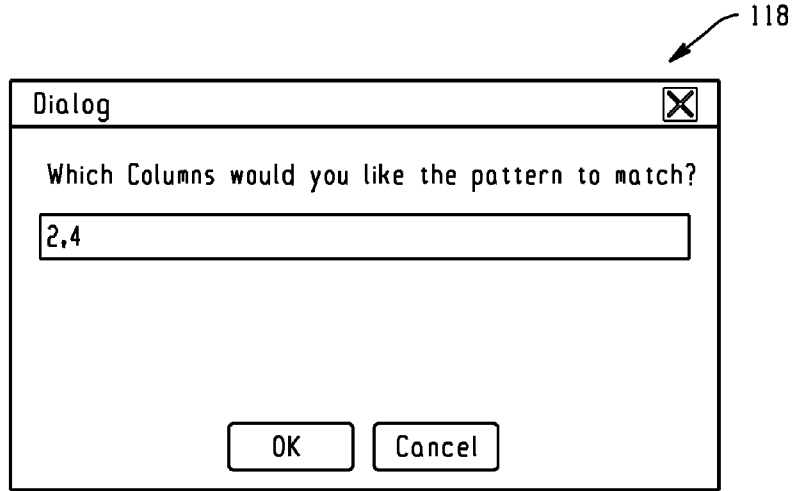 118
Dialog
Which Columns would you like the pattern to match?
2,4
OK Cancel